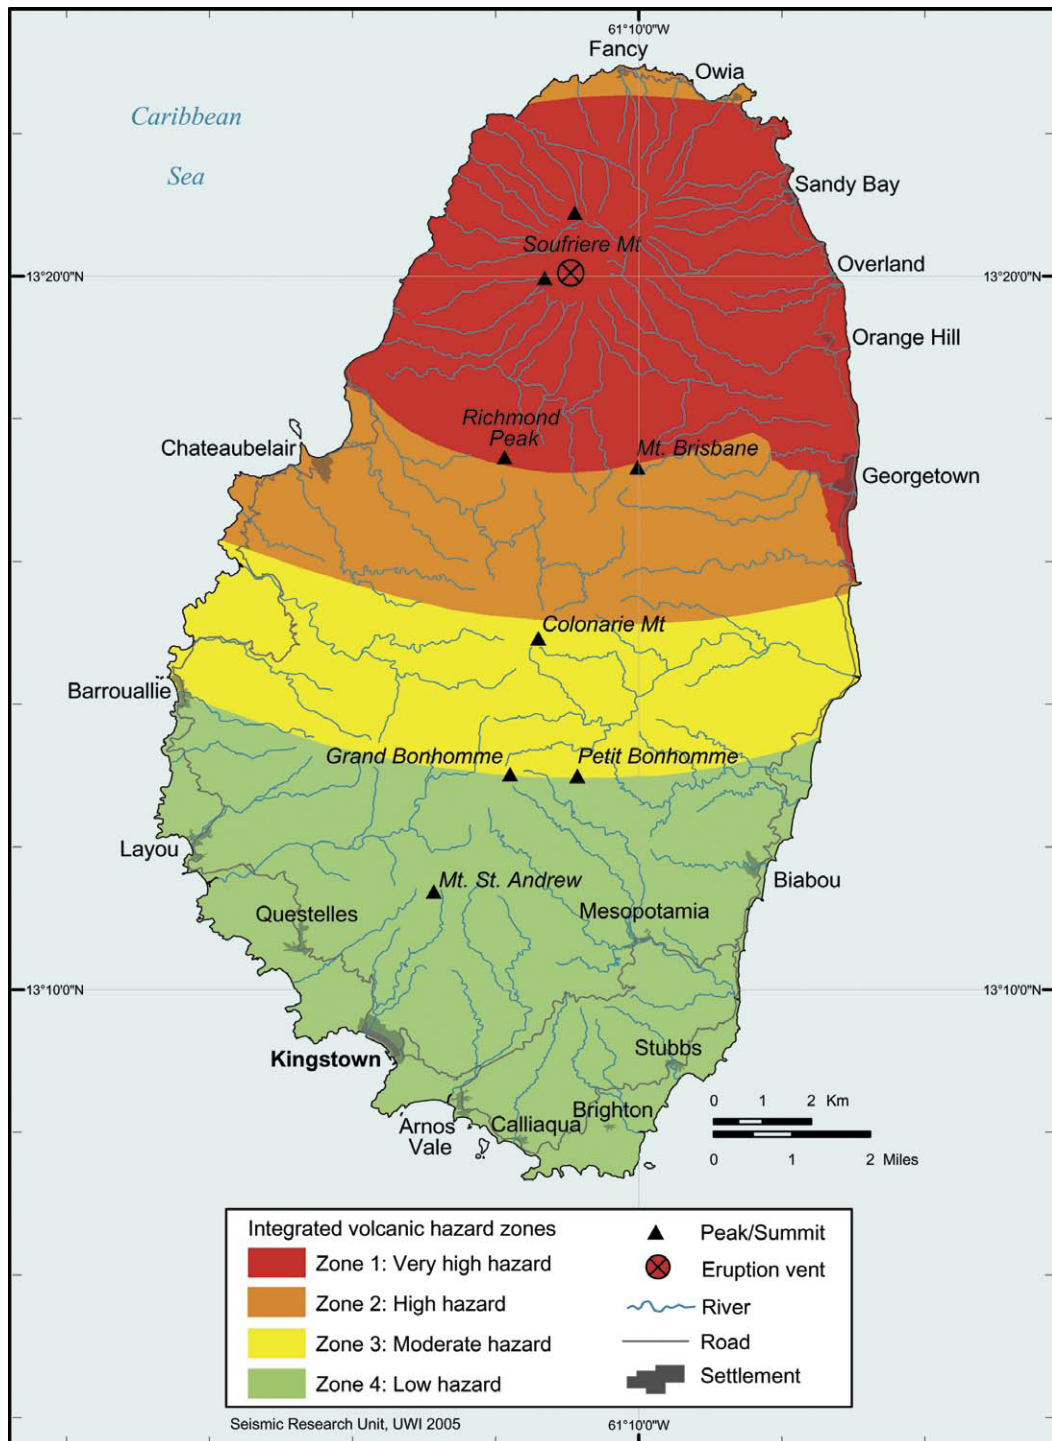 61°10'0"W
Fancy
Owia
Caribbean
Sea
Sandy Bay
Soufriere Mt
Overland
13°20'0"N
13°20'0"N
Orange Hill
Richmond
Peak
Chateaubelair
Mt. Brisbane
Georgetown
Colonarie Mt
Barrouallie
Grand Bonhomme
Petit Bonhomme
Layou
Biabou
Mt. St. Andrew
Questelles
Mesopotamia
13°10'0"N
13°10'0"N
Kingstown
Stubbs
0 1 2 Km
Arnos
Vale
Calliaqua
Brighton
0 1 2 Miles
Integrated volcanic hazard zones
Zone 1: Very high hazard
Zone 2: High hazard
Zone 3: Moderate hazard
Zone 4: Low hazard
Peak/Summit
Eruption vent
River
Road
Settlement
Seismic Research Unit, UWI 2005
61°10'0"W